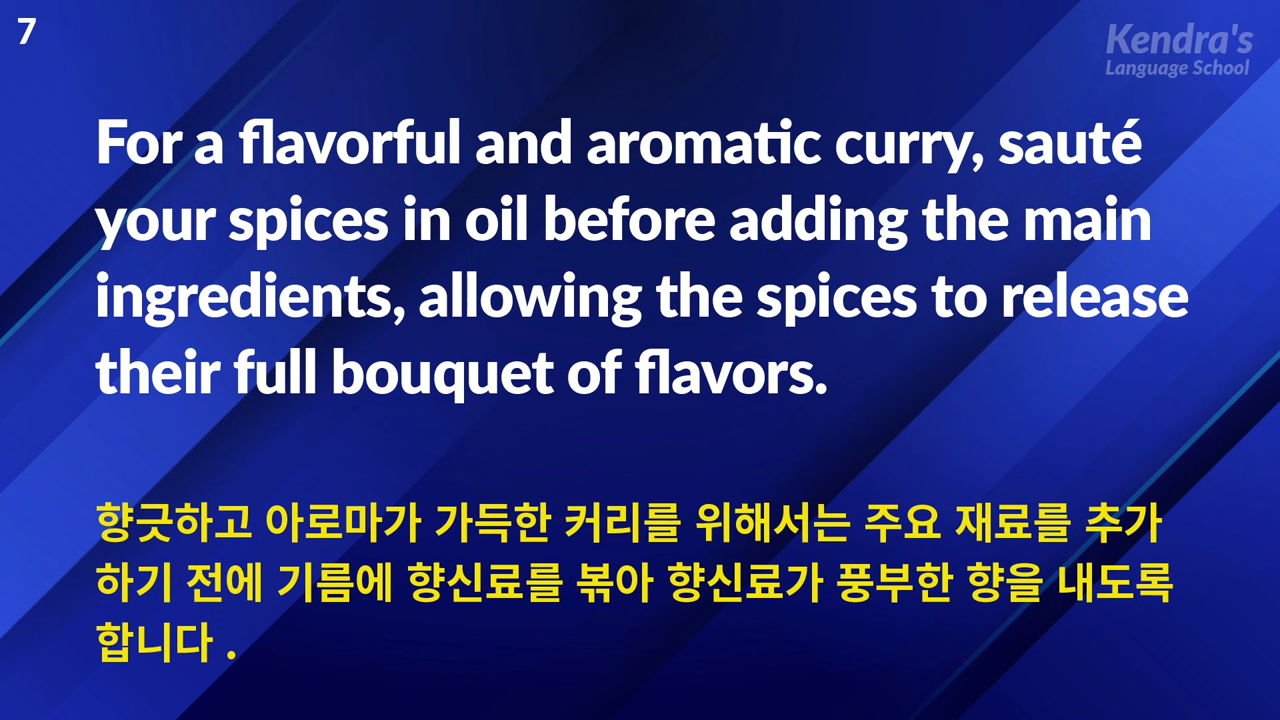 7
Kendra's
Language School
For a flavorful and aromatic curry, sauté
your spices in oil before adding the main
ingredients, allowing the spices to release
their full bouquet of flavors.
향긋하고 아로마가 가득한 커리를 위해서는 주요 재료를 추가
하기 전에 기름에 향신료를 볶아 향신료가 풍부한 향을 내도록
합니다 .